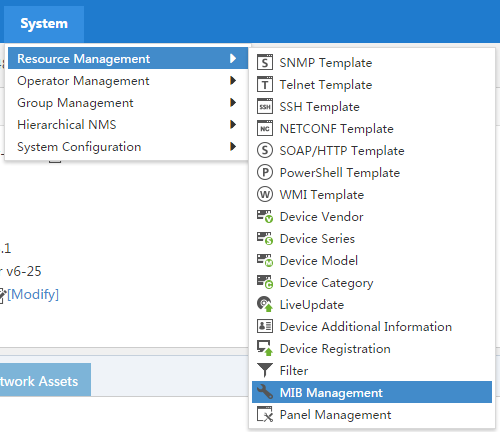 System
Resource Management
Operator Management
Group Management
Hierarchical NMS
System Configuration
SNMP Template
Telnet Template
SSH Template
NETCONF Template
SOAP/HTTP Template
PowerShell Template
WMI Template
Device Vendor
Device Series
Device Model
Device Category
LiveUpdate
Device Additional Information
Device Registration
Filter
MIB Management
Panel Management
.1
r v6-25
[Modify]
twork Assets